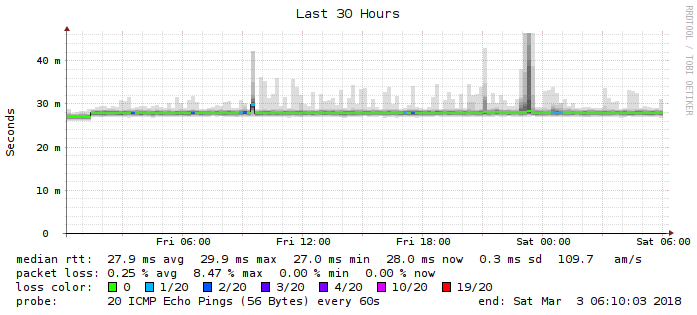 Last 30 Hours
RRDTOOL / TOBI OETIKER
Seconds
40 m
30 m
20 m
10 m
0
Fri 06:00 Fri 12:00 Fri 18:00 Sat 00:00 Sat 06:00
median rtt: 27.9 ms avg 29.9 ms max 27.0 ms min 28.0 ms now 0.3 ms sd 109.7 am/s
packet loss: 0.25 % avg 8.47 % max 0.00 % min 0.00 % now
loss color: 0 1/20 2/20 3/20 4/20 10/20 19/20
probe: 20 ICMP Echo Pings (56 Bytes) every 60s end: Sat Mar 3 06:10:03 2018